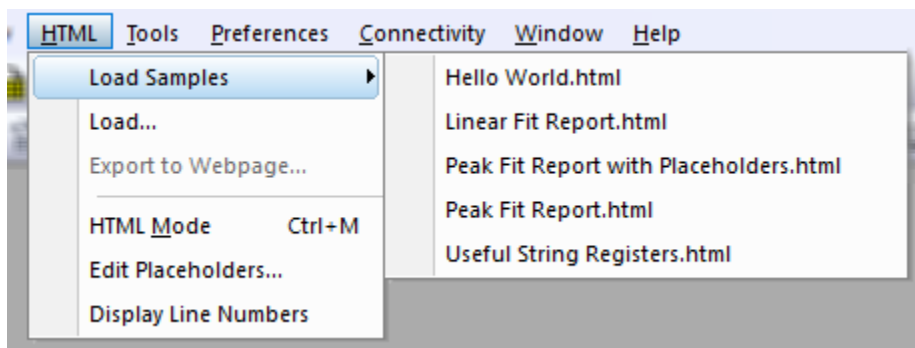 HTML Tools Preferences Connectivity Window Help
Load Samples
Load...
Export to Webpage...
HTML Mode Ctrl+M
Edit Placeholders...
Display Line Numbers
Hello World.html
Linear Fit Report.html
Peak Fit Report with Placeholders.html
Peak Fit Report.html
Useful String Registers.html